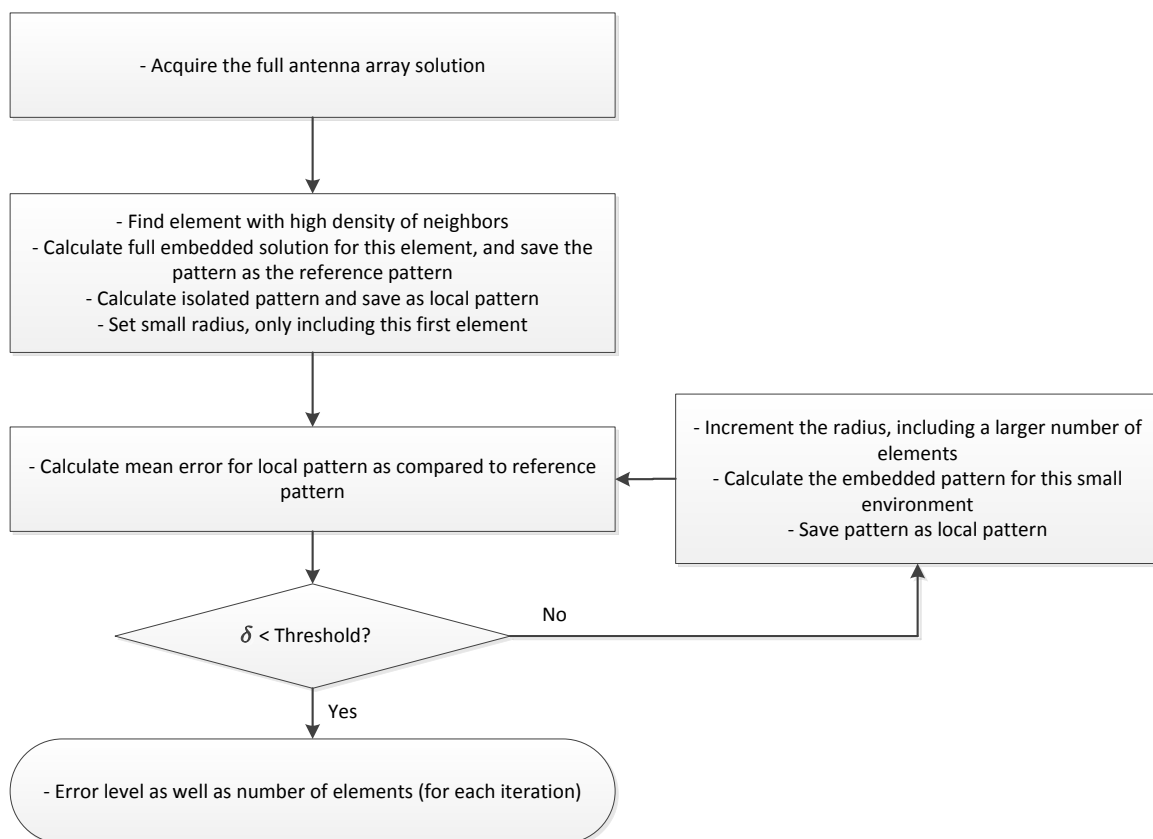 - Acquire the full antenna array solution
- Find element with high density of neighbors
- Calculate full embedded solution for this element, and save the
pattern as the reference pattern
- Calculate isolated pattern and save as local pattern
- Set small radius, only including this first element
- Calculate mean error for local pattern as compared to reference
pattern
- Increment the radius, including a larger number of
elements
- Calculate the embedded pattern for this small
environment
- Save pattern as local pattern
δ < Threshold?
No
Yes
- Error level as well as number of elements (for each iteration)